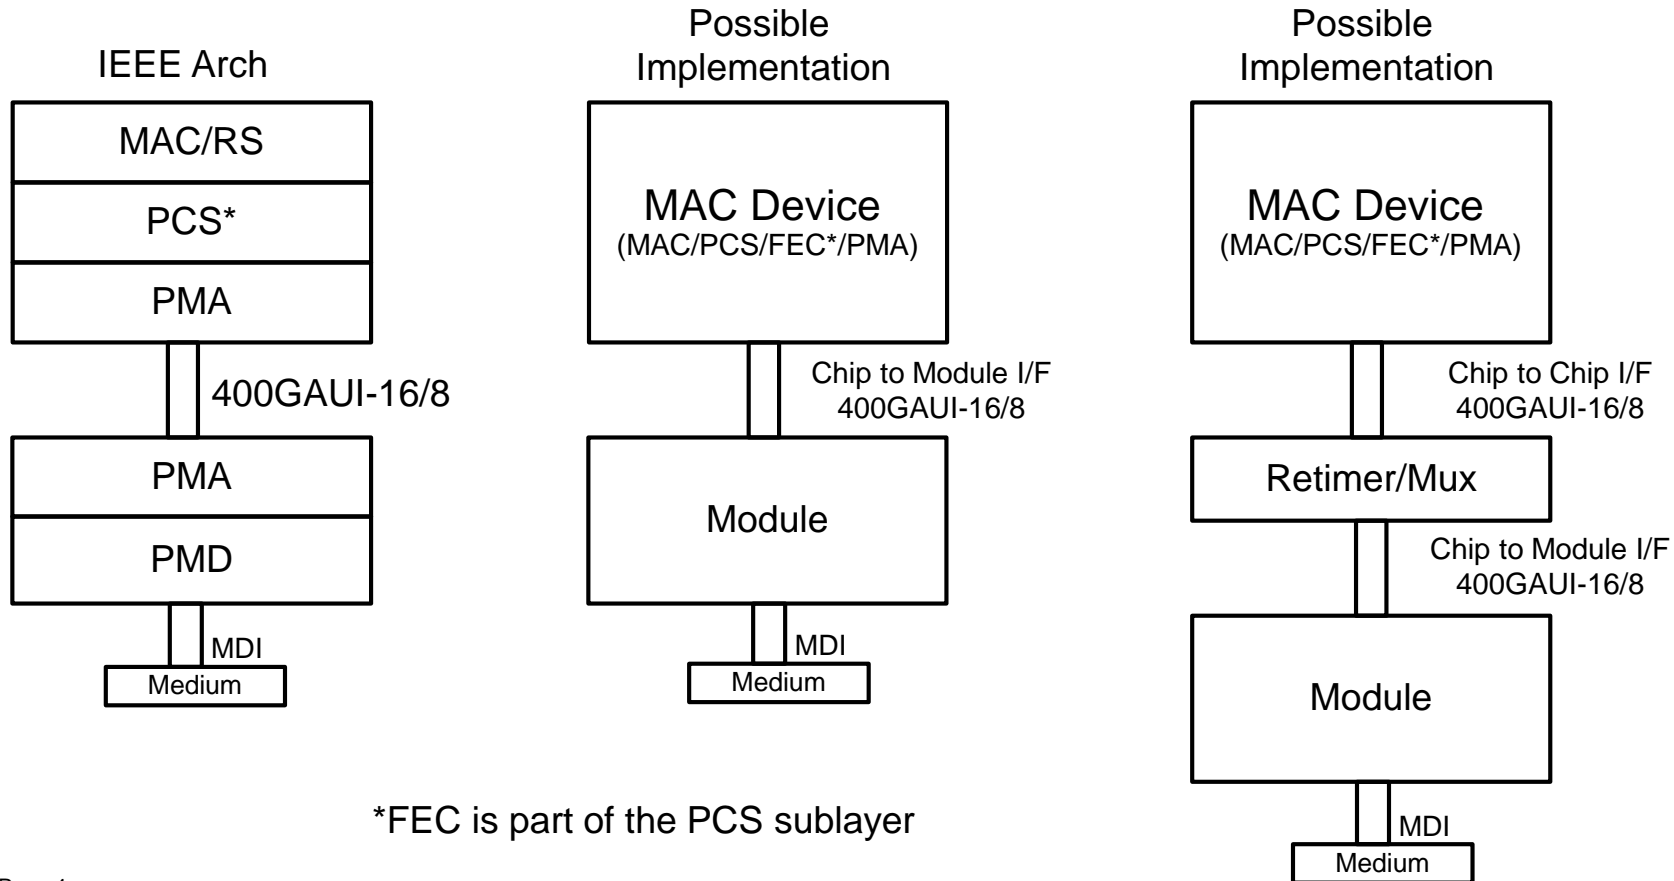 IEEE Arch
MAC/RS
PCS*
PMA
400GAUI-16/8
PMA
PMD
MDI
Medium
Possible
Implementation
MAC Device
(MAC/PCS/FEC*/PMA)
Chip to Module I/F
400GAUI-16/8
Module
MDI
Medium
Possible
Implementation
MAC Device
(MAC/PCS/FEC*/PMA)
Chip to Chip I/F
400GAUI-16/8
Retimer/Mux
Chip to Module I/F
400GAUI-16/8
Module
MDI
Medium
*FEC is part of the PCS sublayer